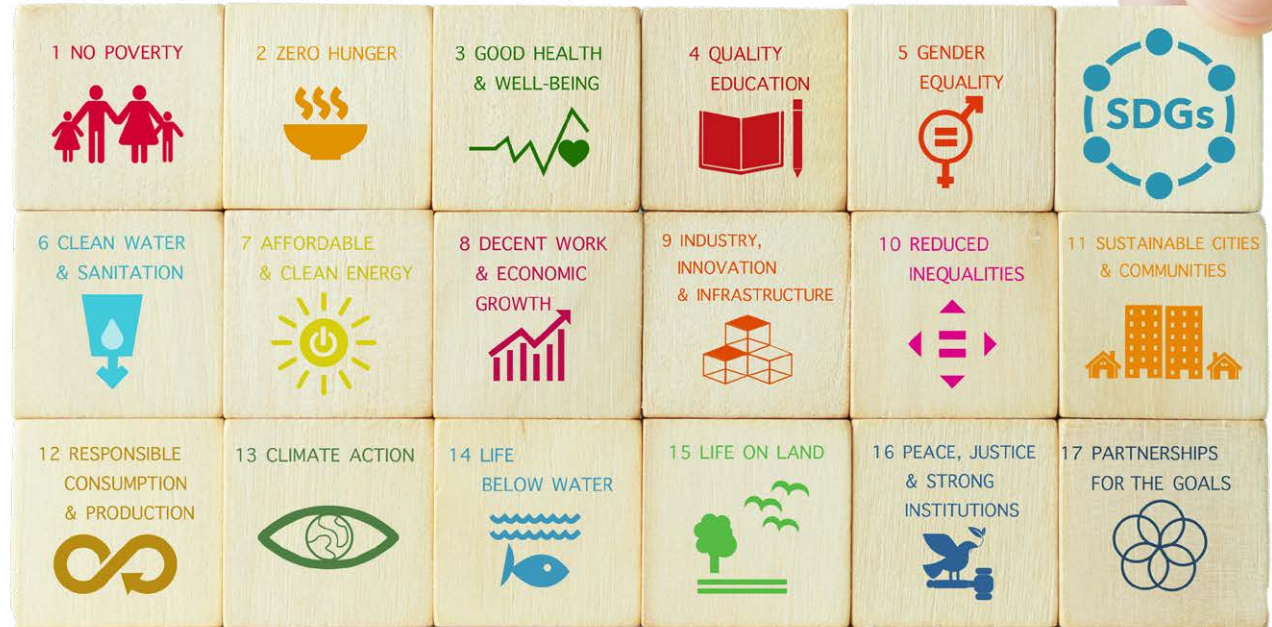 1 NO POVERTY
2 ZERO HUNGER
3 GOOD HEALTH
& WELL-BEING
4 QUALITY
EDUCATION
5 GENDER
EQUALITY
SDGs
6 CLEAN WATER
& SANITATION
7 AFFORDABLE
& CLEAN ENERGY
8 DECENT WORK
& ECONOMIC
GROWTH
9 INDUSTRY,
INNOVATION
& INFRASTRUCTURE
10 REDUCED
INEQUALITIES
11 SUSTAINABLE CITIES
& COMMUNITIES
12 RESPONSIBLE
CONSUMPTION
& PRODUCTION
13 CLIMATE ACTION
14 LIFE
BELOW WATER
15 LIFE ON LAND
16 PEACE, JUSTICE
& STRONG
INSTITUTIONS
17 PARTNERSHIPS
FOR THE GOALS